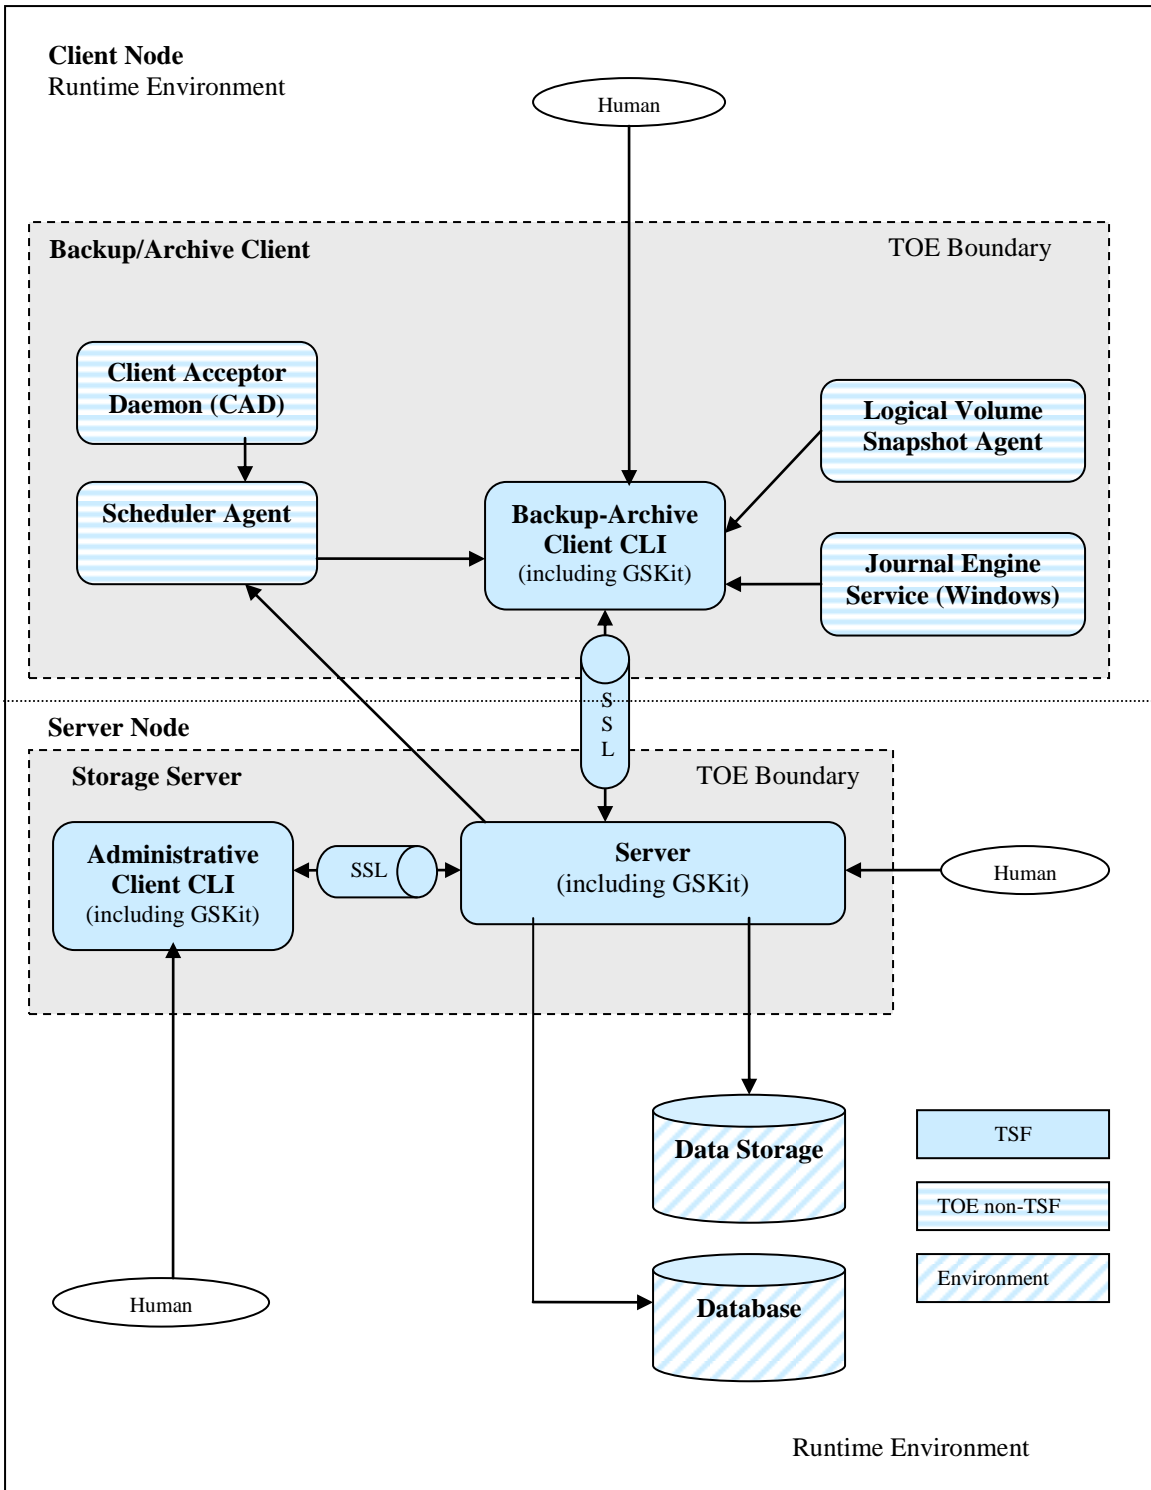 Client Node
Runtime Environment
Human
Backup/Archive Client
TOE Boundary
Client Acceptor
Daemon (CAD)
Logical Volume
Snapshot Agent
Scheduler Agent
Backup-Archive
Client CLI
(including GSKit)
Journal Engine
Service (Windows)
S
S
L
Server Node
Storage Server
TOE Boundary
Administrative
Client CLI
(including GSKit)
SSL
Server
(including GSKit)
Human
Data Storage
TSF
TOE non-TSF
Environment
Human
Database
Runtime Environment